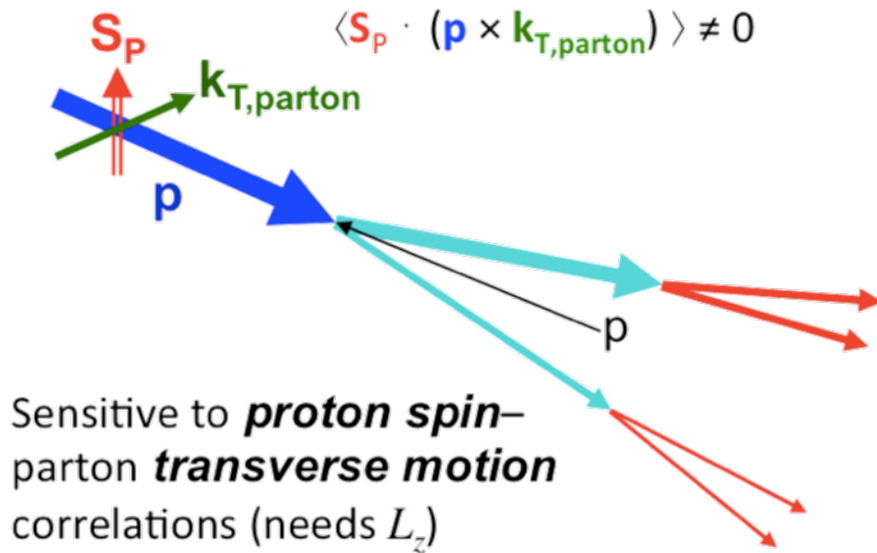 S_P
⟨S_P · (p × k_T,parton) ⟩ ≠ 0
k_T,parton
p
p
Sensitive to proton spin–
parton transverse motion
correlations (needs L_z)